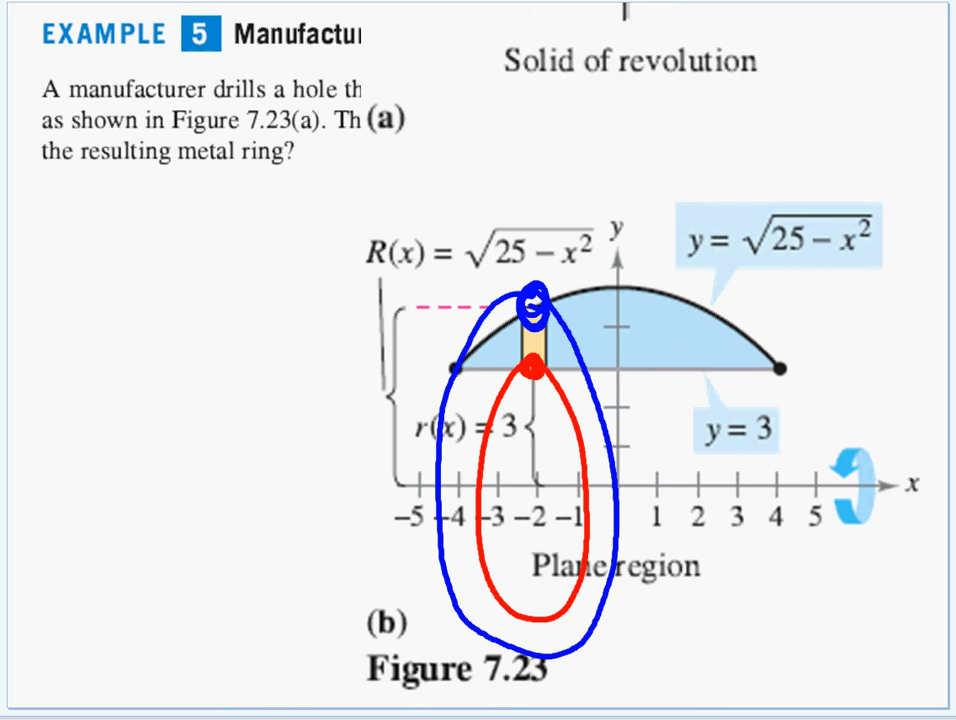 EXAMPLE 5 Manufactu
Solid of revolution
A manufacturer drills a hole th
as shown in Figure 7.23(a). Th (a)
the resulting metal ring?
R(x) = √25 – x² y
y = √25 – x²
r(x) = 3
y = 3
x
–5 –4 –3 –2 –1 1 2 3 4 5
Plane region
(b)
Figure 7.23